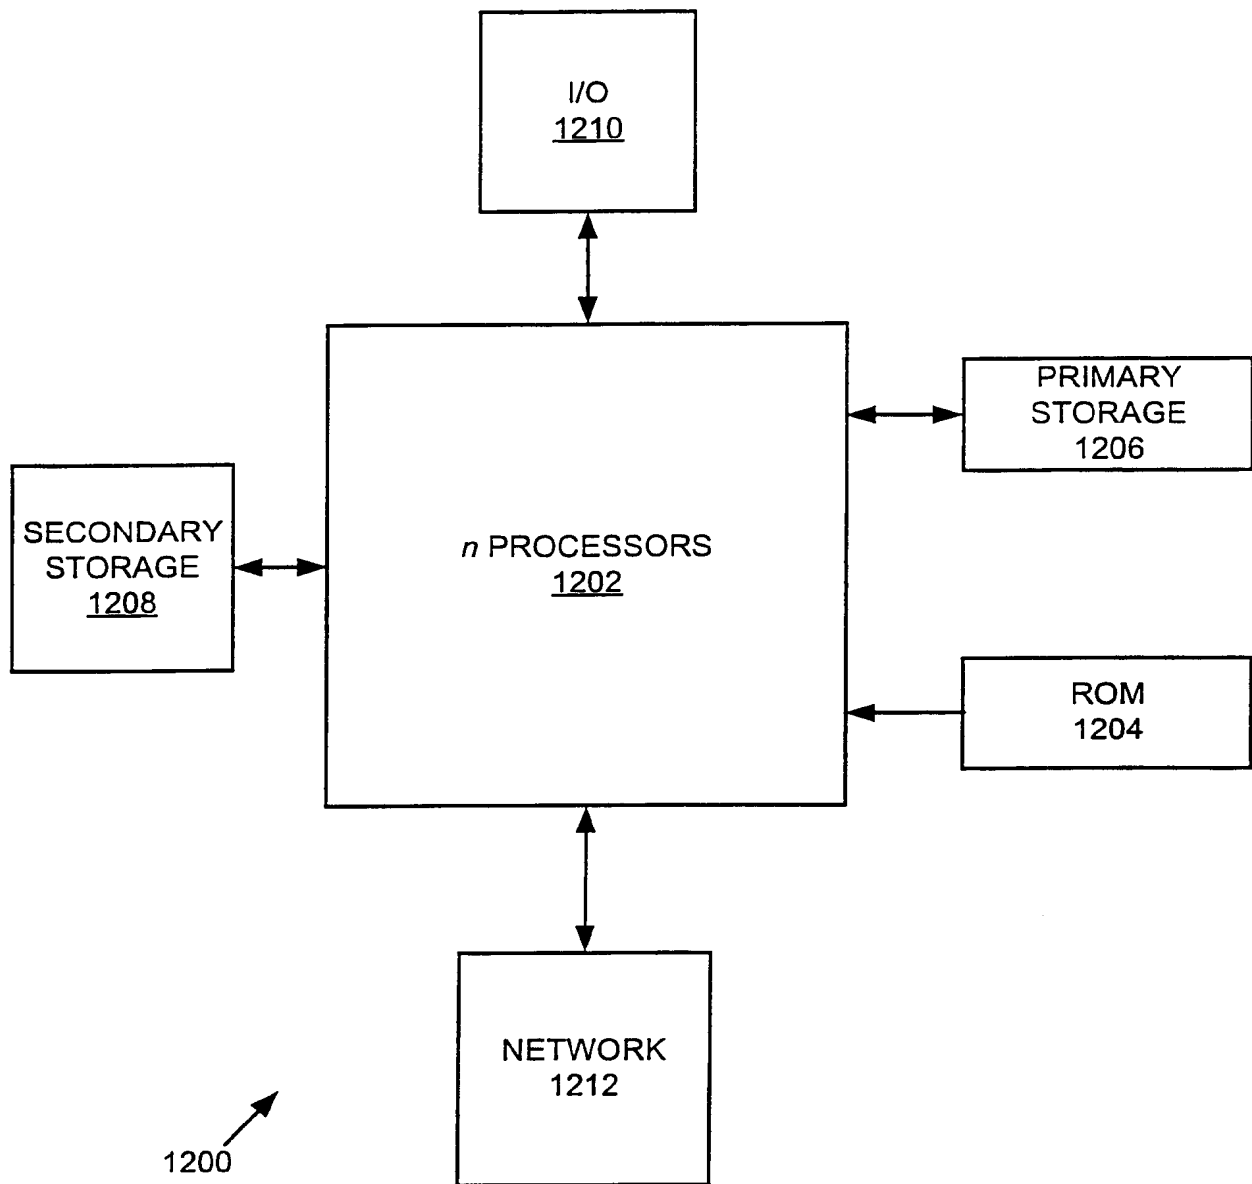 I/O
1210
PRIMARY
STORAGE
1206
SECONDARY
STORAGE
1208
n PROCESSORS
1202
ROM
1204
NETWORK
1212
1200